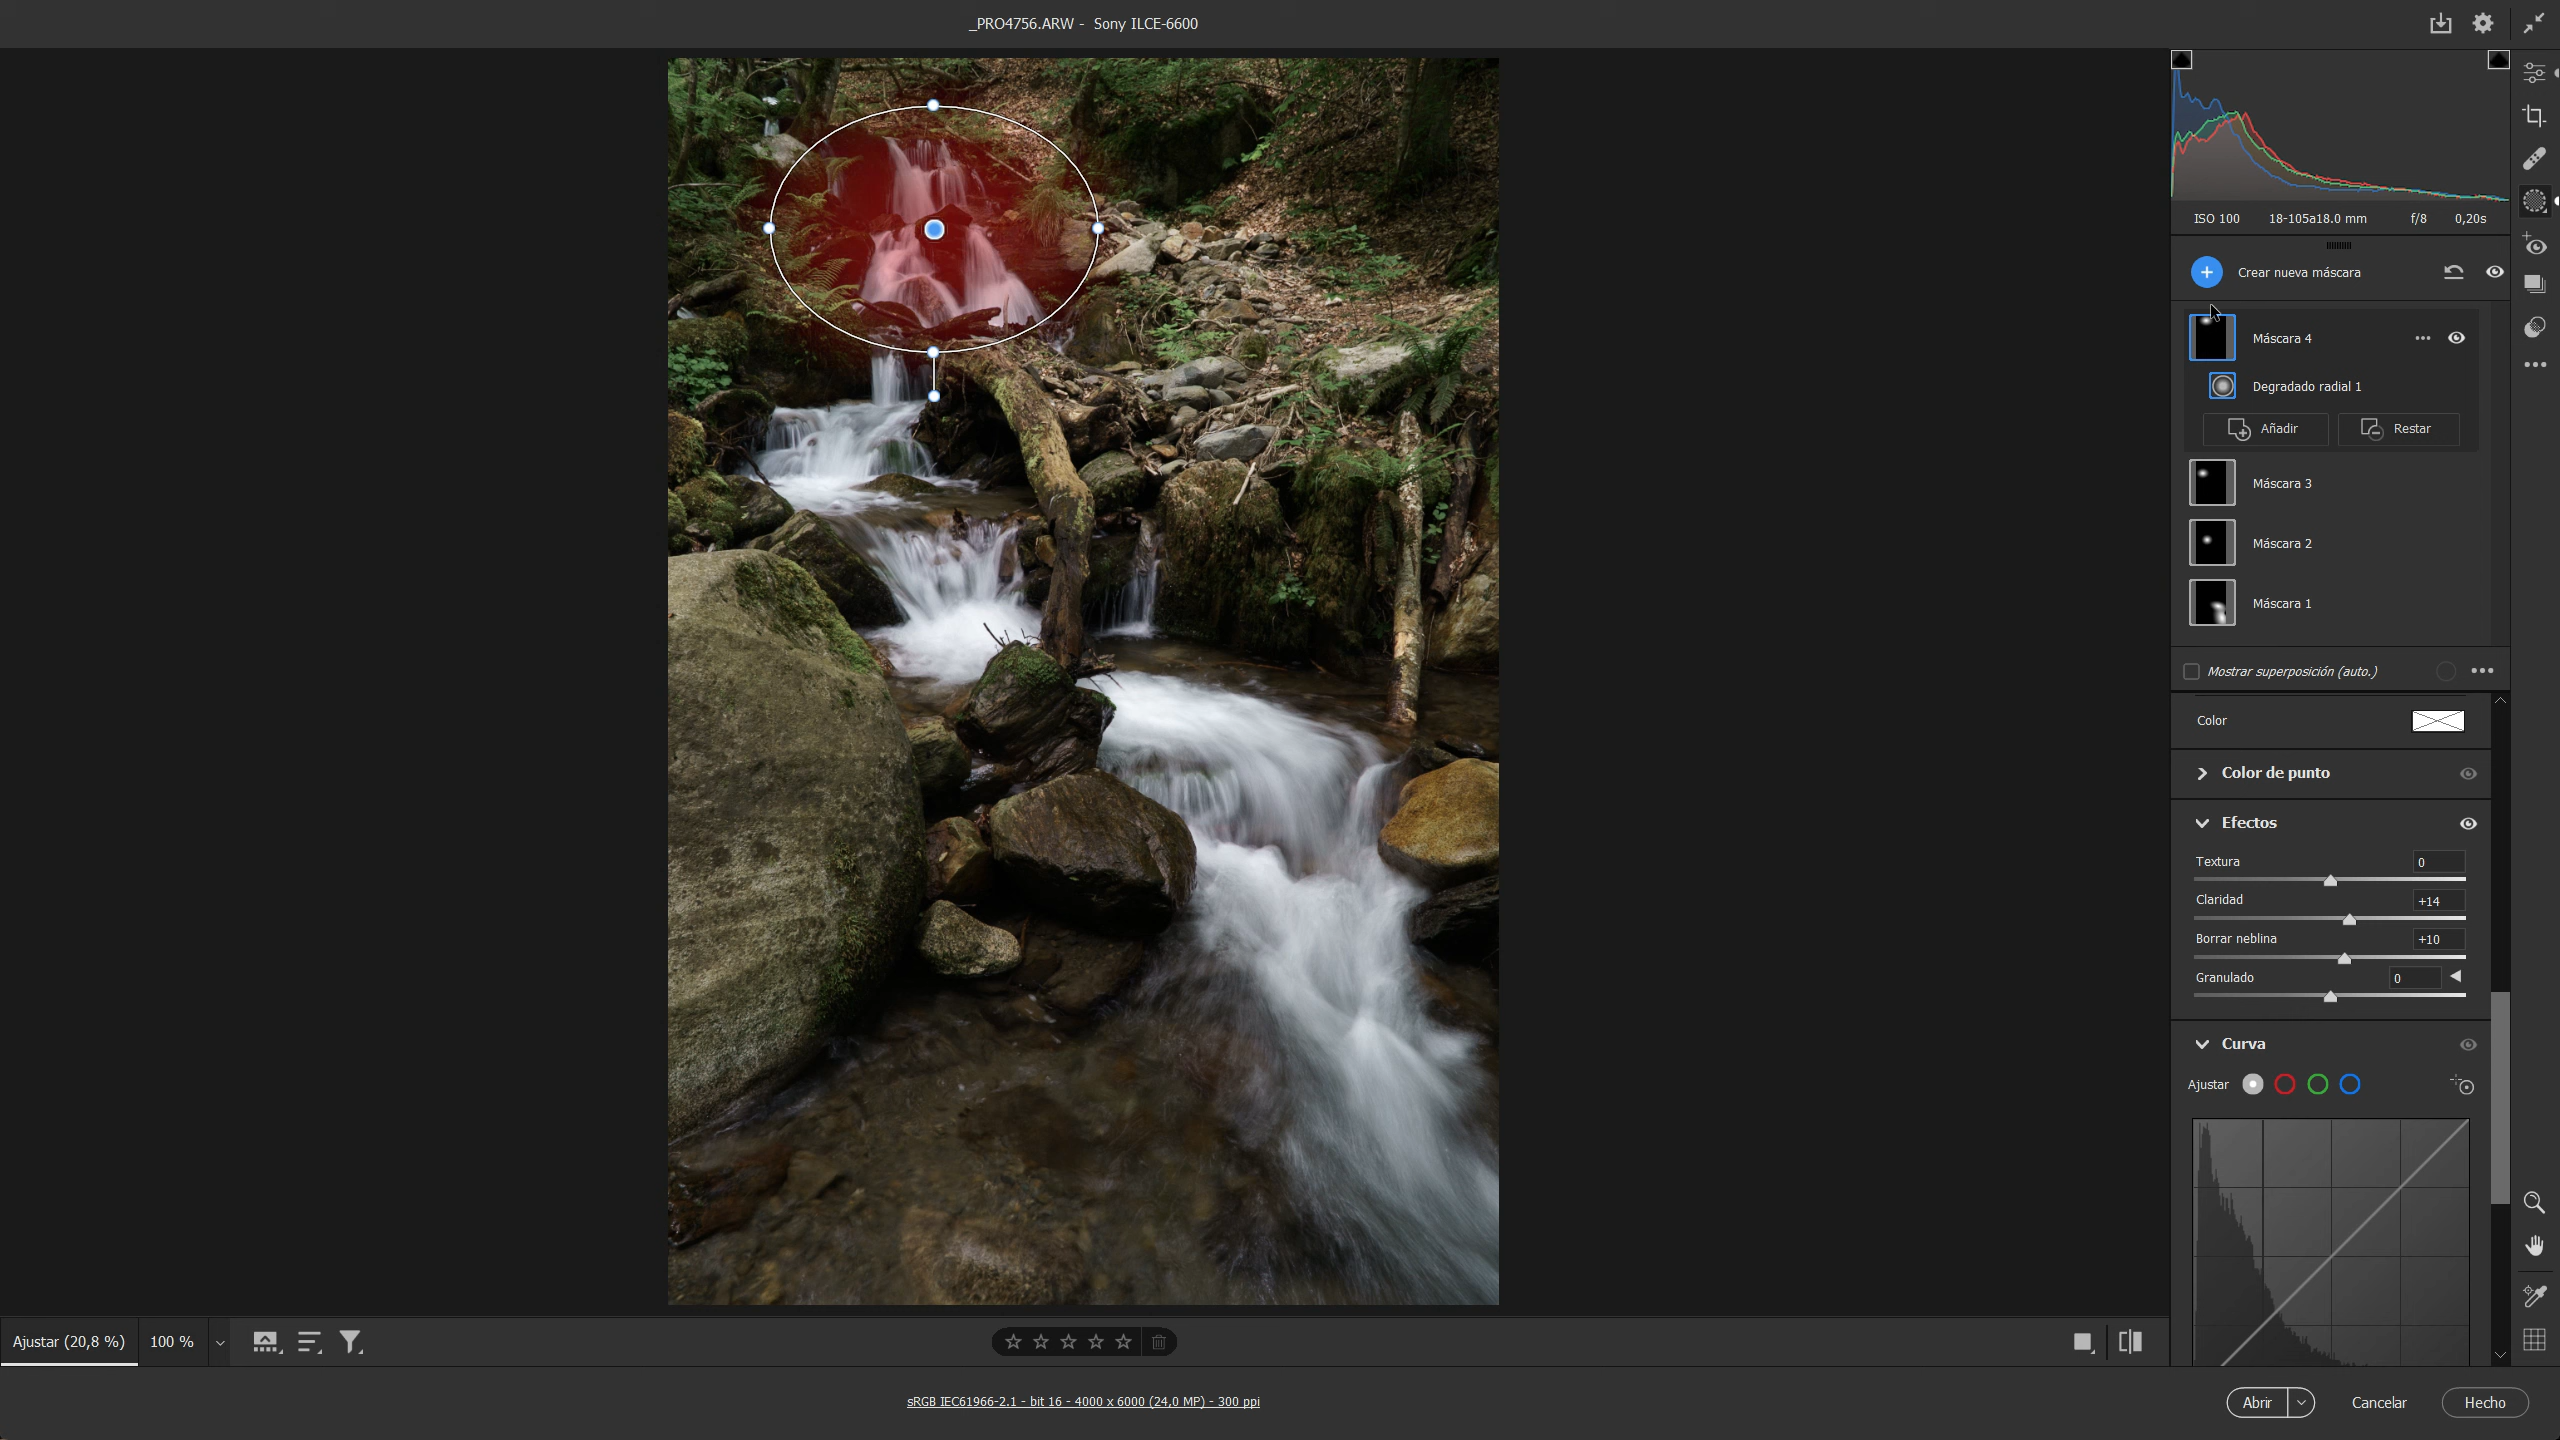 _PRO4756.ARW - Sony ILCE-6600
ISO 100 18-105a18.0 mm f/8 0,20s
Crear nueva máscara
Máscara 4
Degradado radial 1
Añadir Restar
Máscara 3
Máscara 2
Máscara 1
Mostrar superposición (auto.)
Color
Color de punto
Efectos
Textura 0
Claridad +14
Borrar neblina +10
Granulado 0
Curva
Ajustar
Ajustar (20,8 %) 100 %
sRGB IEC61966-2.1 - bit 16 - 4000 x 6000 (24,0 MP) - 300 ppi
Abrir Cancelar Hecho